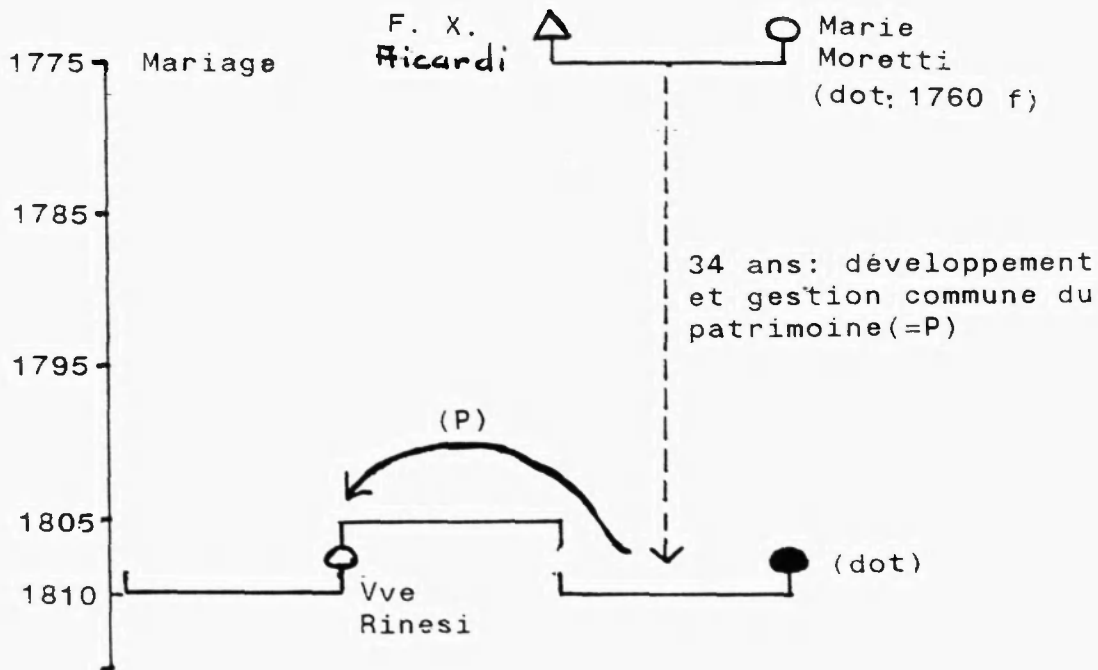 F. X.
Ricardi
Marie
Moretti
(dot: 1760 f)
1775
Mariage
1785
34 ans: développement
et gestion commune du
patrimoine(=P)
1795
(P)
1805
(dot)
1810
Vve
Rinesi